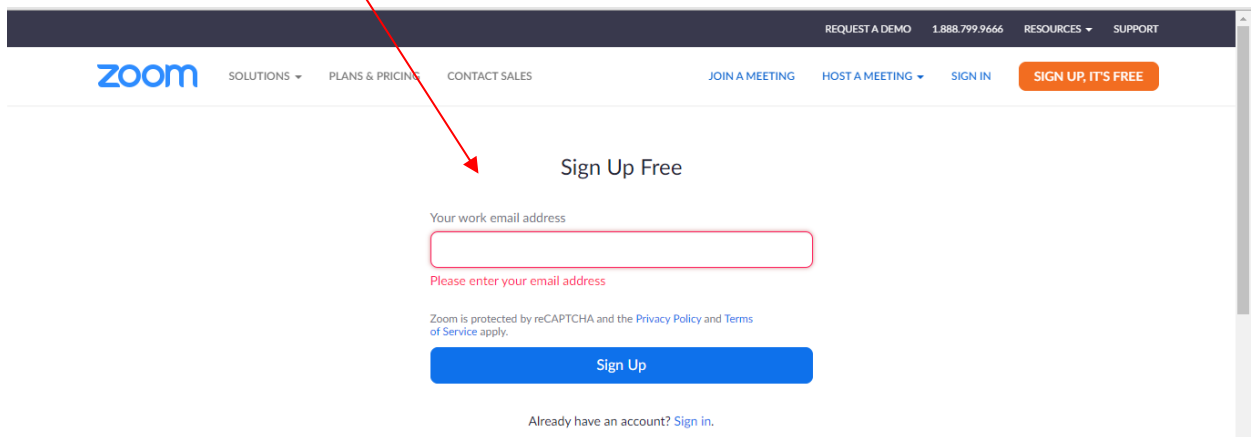 REQUEST A DEMO 1.888.799.9666 RESOURCES SUPPORT
zoom SOLUTIONS PLANS & PRICING CONTACT SALES JOIN A MEETING HOST A MEETING SIGN IN SIGN UP, IT'S FREE
Sign Up Free
Your work email address
Please enter your email address
Zoom is protected by reCAPTCHA and the Privacy Policy and Terms
of Service apply.
Sign Up
Already have an account? Sign in.